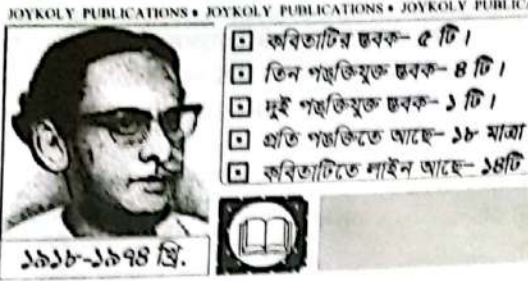 JOYKOLY PUBLICATIONS • JOYKOLY PUBLICATIONS • JOYKOLY PUBLIC
কবিতাটির স্তবক– ৫ টি।
তিন পঙ্‌ক্তিযুক্ত স্তবক– ৪ টি।
দুই পঙ্‌ক্তিযুক্ত স্তবক– ১ টি।
প্রতি পঙ্‌ক্তিতে আছে– ১৮ মাত্রা
কবিতাটিতে লাইন আছে– ১৪টি
১৯১৮-১৯৭৪ খ্রি.